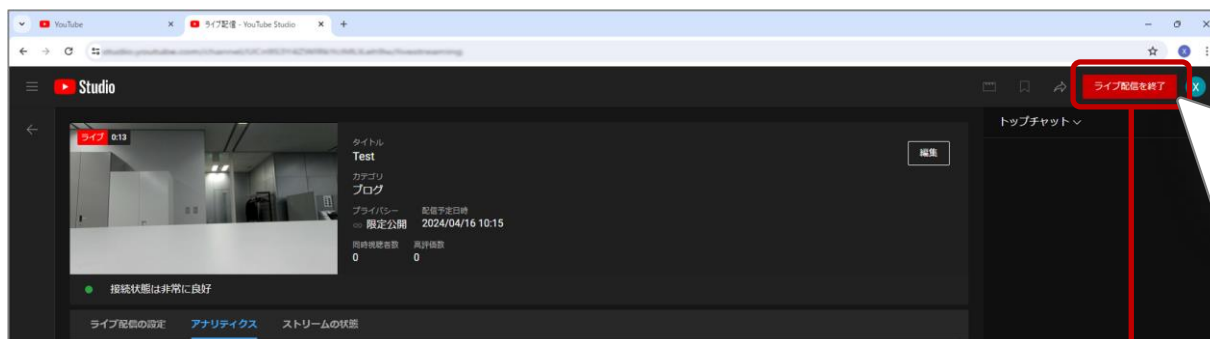 YouTube
ライブ配信 - YouTube Studio
Studio
ライブ配信を終了
X
トップチャット
ライブ 0:13
タイトル
Test
編集
カテゴリ
ブログ
プライバシー 配信予定日時
限定公開 2024/04/16 10:15
同時視聴者数 高評価数
0 0
接続状態は非常に良好
ライブ配信の設定 アナリティクス ストリームの状態